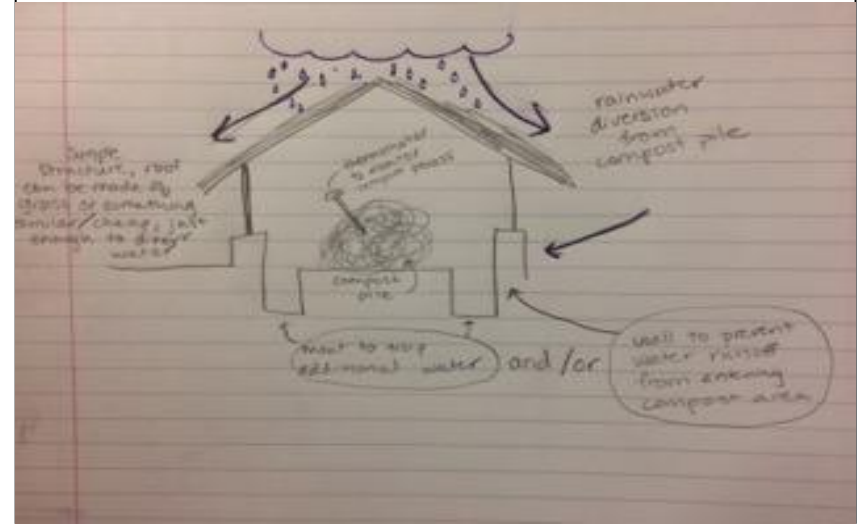 rainwater
diversion
from
compost pile
Simple
structure, roof
can be made of
grass or something
similar/cheap, just
enough to divert
water
thermometer
to monitor
compost process
compost
pile
moat to stop
additional water
and/or
wall to prevent
water runoff
from entering
compost area